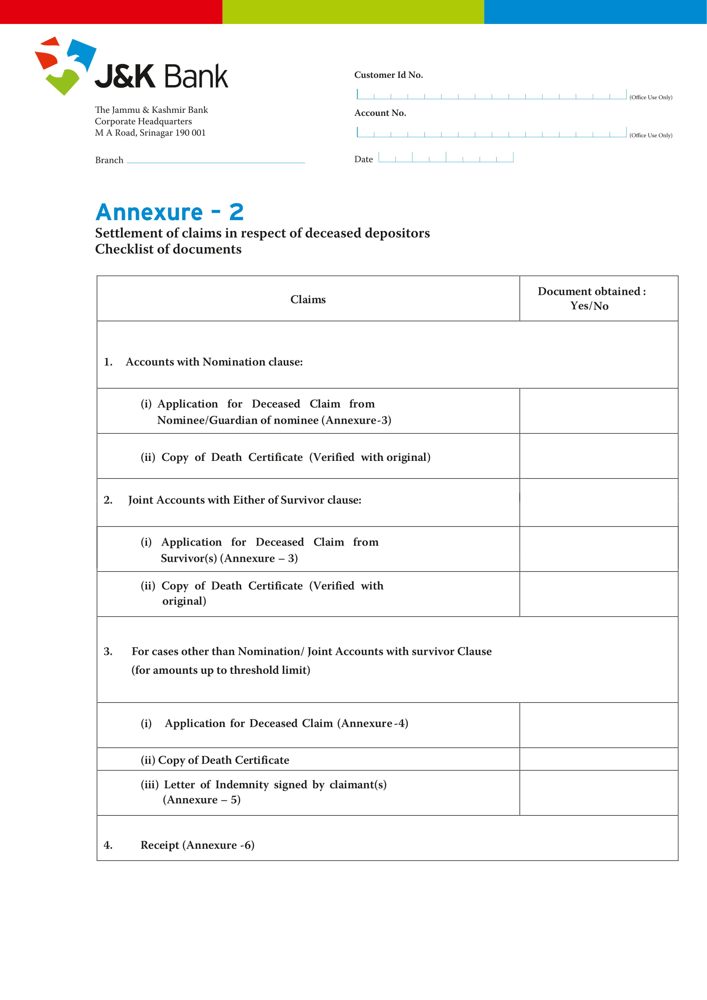 J&K Bank
The Jammu & Kashmir Bank
Corporate Headquarters
M A Road, Srinagar 190 001
Branch
Customer Id No.
(Office Use Only)
Account No.
(Office Use Only)
Date
Annexure - 2
Settlement of claims in respect of deceased depositors
Checklist of documents
Claims
Document obtained :
Yes/No
1. Accounts with Nomination clause:
(i) Application for Deceased Claim from
Nominee/Guardian of nominee (Annexure-3)
(ii) Copy of Death Certificate (Verified with original)
2. Joint Accounts with Either of Survivor clause:
(i) Application for Deceased Claim from
Survivor(s) (Annexure – 3)
(ii) Copy of Death Certificate (Verified with
original)
3. For cases other than Nomination/ Joint Accounts with survivor Clause
(for amounts up to threshold limit)
(i) Application for Deceased Claim (Annexure-4)
(ii) Copy of Death Certificate
(iii) Letter of Indemnity signed by claimant(s)
(Annexure – 5)
4. Receipt (Annexure -6)